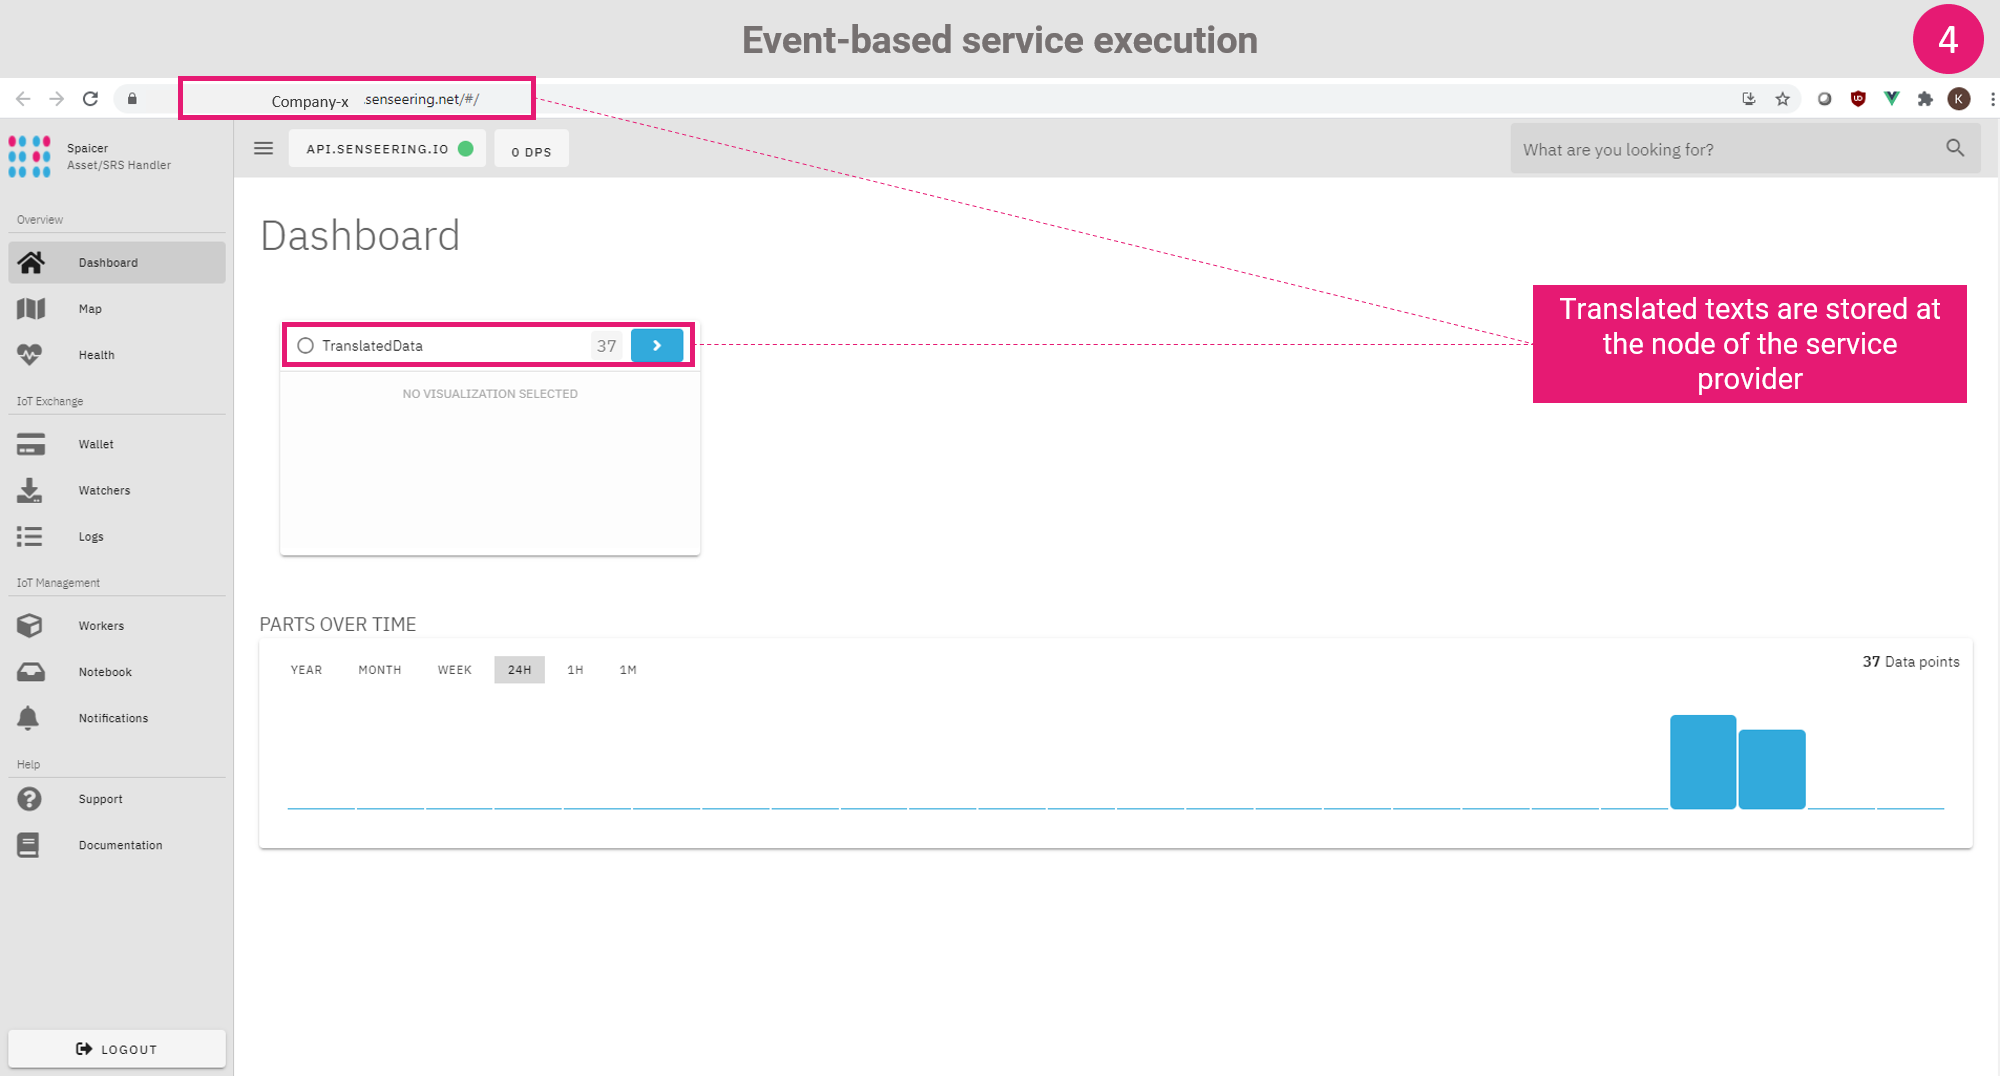 Event-based service execution
4
Company-x .senseering.net/#/
K
Spaicer
Asset/SRS Handler
API.SENSEERING.IO
0 DPS
What are you looking for?
Overview
Dashboard
Map
Health
IoT Exchange
Wallet
Watchers
Logs
IoT Management
Workers
Notebook
Notifications
Help
Support
Documentation
LOGOUT
Dashboard
TranslatedData 37
NO VISUALIZATION SELECTED
Translated texts are stored at
the node of the service
provider
PARTS OVER TIME
YEAR MONTH WEEK 24H 1H 1M
37 Data points